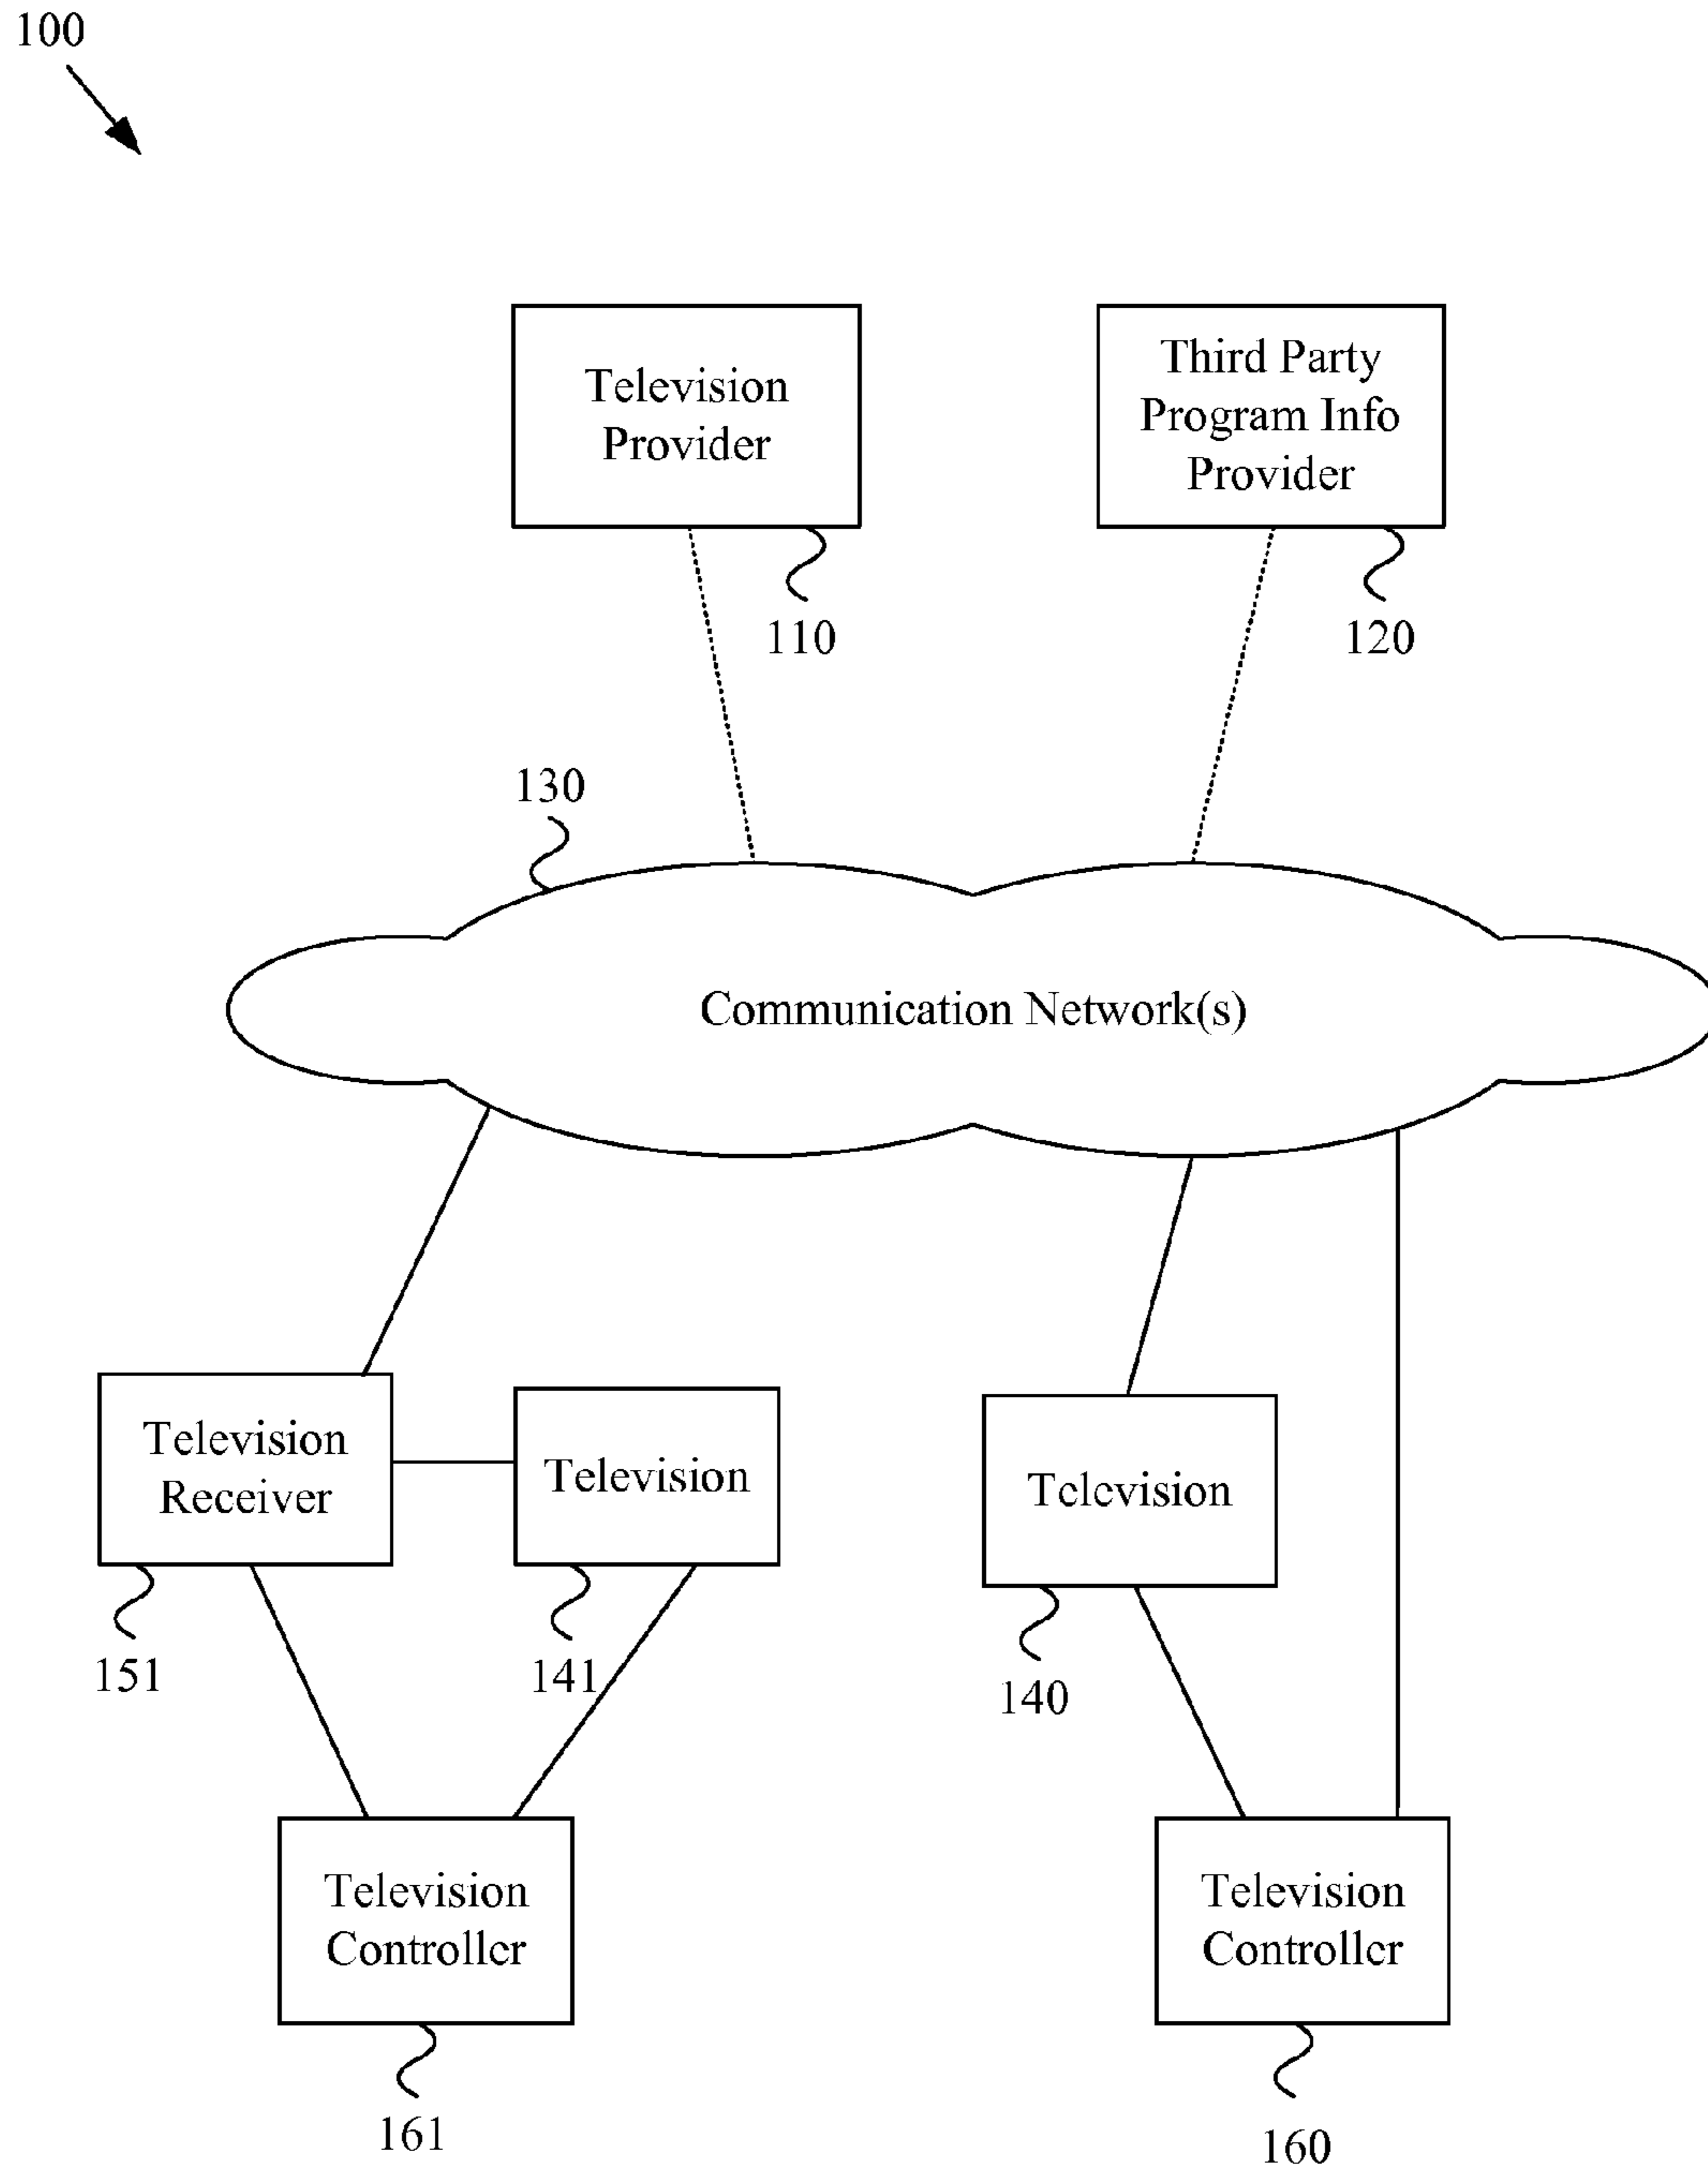 100
Television
Provider
Third Party
Program Info
Provider
110
120
130
Communication Network(s)
Television
Receiver
Television
Television
151
141
140
Television
Controller
Television
Controller
161
160